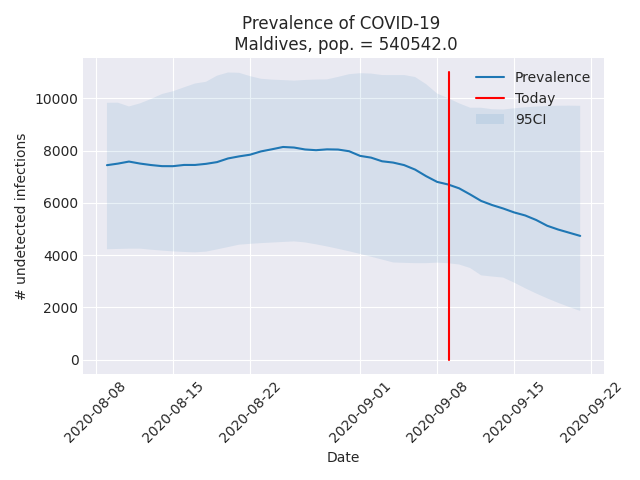 Prevalence of COVID-19
Maldives, pop. = 540542.0
Prevalence
Today
95CI
10000
8000
6000
4000
2000
0
# undetected infections
2020-08-08
2020-08-15
2020-08-22
2020-09-01
2020-09-08
2020-09-15
2020-09-22
Date